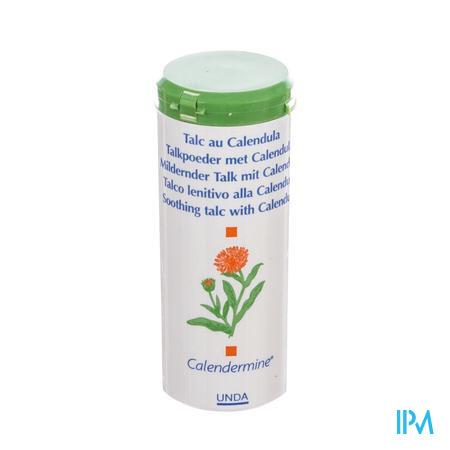 Talc au Calendula
Talkpoeder met Calendula
Mildernder Talk mit Calend
Talco lenitivo alla Calendu
Soothing talc with Calendu
Calendermine®
UNDA
IPM